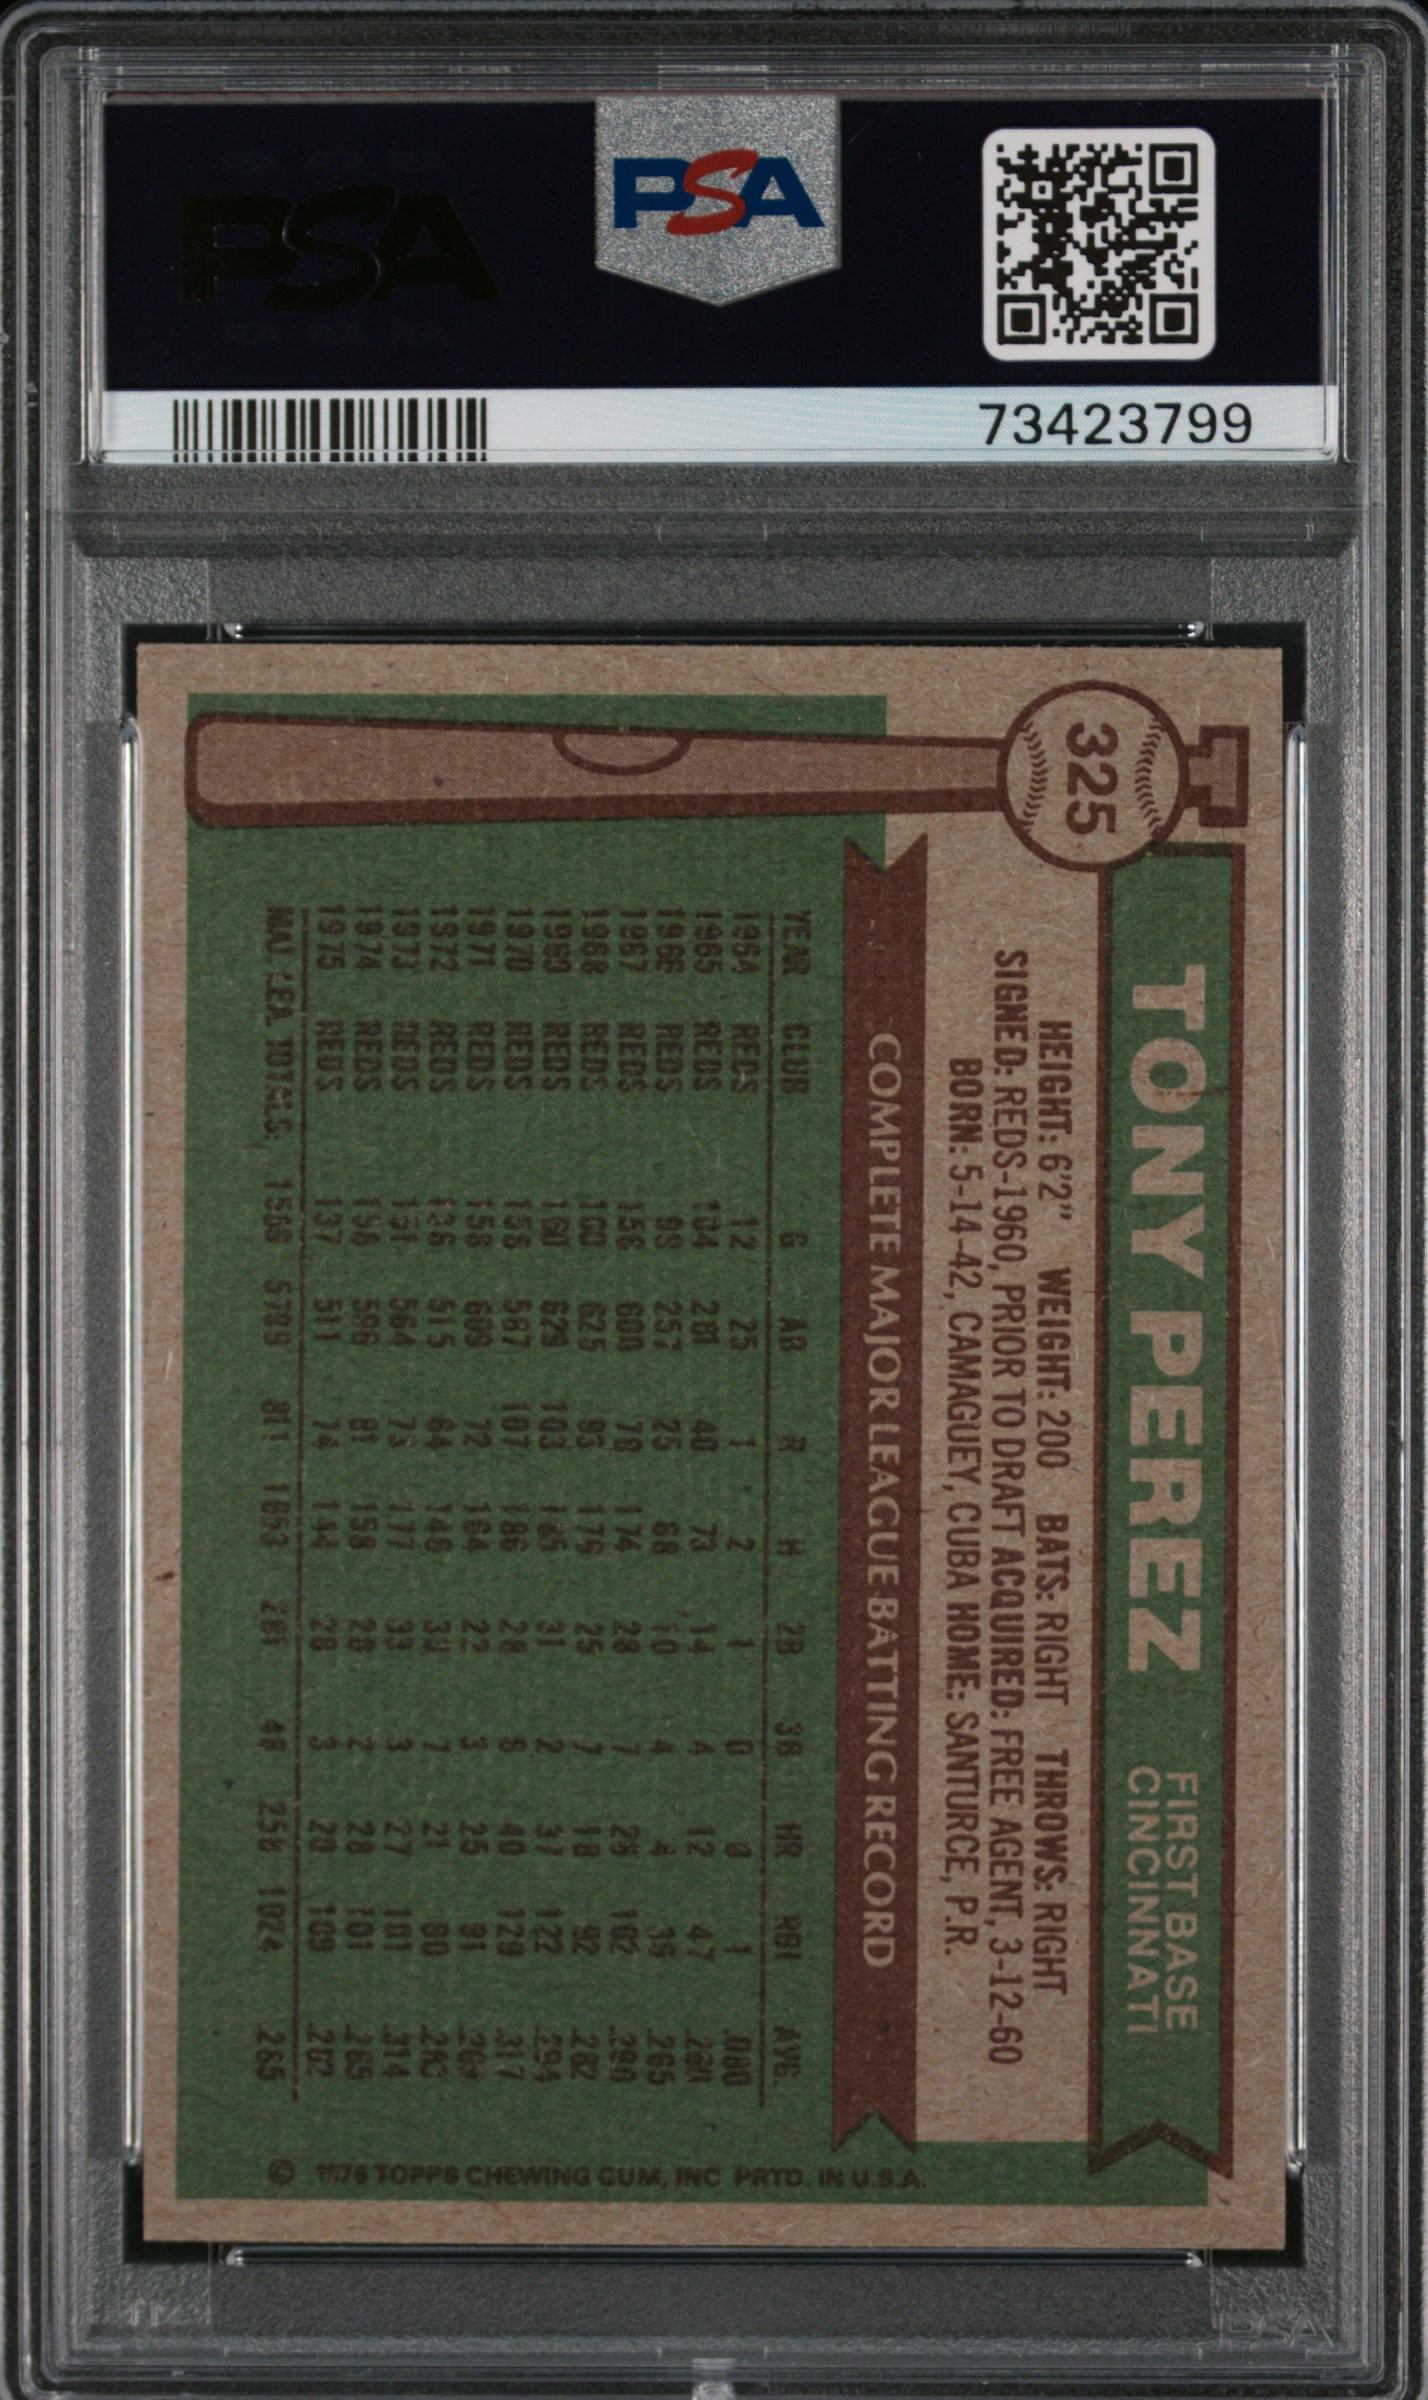 PSA
PSA
73423799
325
TONY PEREZ
FIRST BASE
CINCINNATI
HEIGHT: 6'2" WEIGHT: 200 BATS: RIGHT THROWS: RIGHT
SIGNED: REDS-1960, PRIOR TO DRAFT ACQUIRED: FREE AGENT, 3-12-60
BORN: 5-14-42, CAMAGUEY, CUBA HOME: SANTURCE, P.R.
COMPLETE MAJOR LEAGUE BATTING RECORD
YEAR CLUB G AB R H 2B 3B HR RBI AVG.
1964 REDS 12 25 1 2 1 0 0 1 .080
1965 REDS 104 281 40 73 14 4 12 47 .260
1966 REDS 99 257 25 68 10 4 4 39 .265
1967 REDS 156 600 78 174 28 7 26 102 .290
1968 REDS 160 625 93 176 25 7 18 92 .282
1969 REDS 160 629 103 185 31 2 37 122 .294
1970 REDS 158 587 107 186 28 6 40 129 .317
1971 REDS 158 609 72 164 22 3 25 91 .269
1972 REDS 136 515 64 146 33 7 21 90 .283
1973 REDS 151 564 73 177 33 3 27 101 .314
1974 REDS 158 596 81 158 28 2 28 101 .265
1975 REDS 137 511 74 144 28 3 20 109 .282
MAJ. LEA. TOTALS 1589 5799 811 1653 281 48 258 1024 .285
© 1976 TOPPS CHEWING GUM, INC. PRTD. IN U.S.A.
PSA